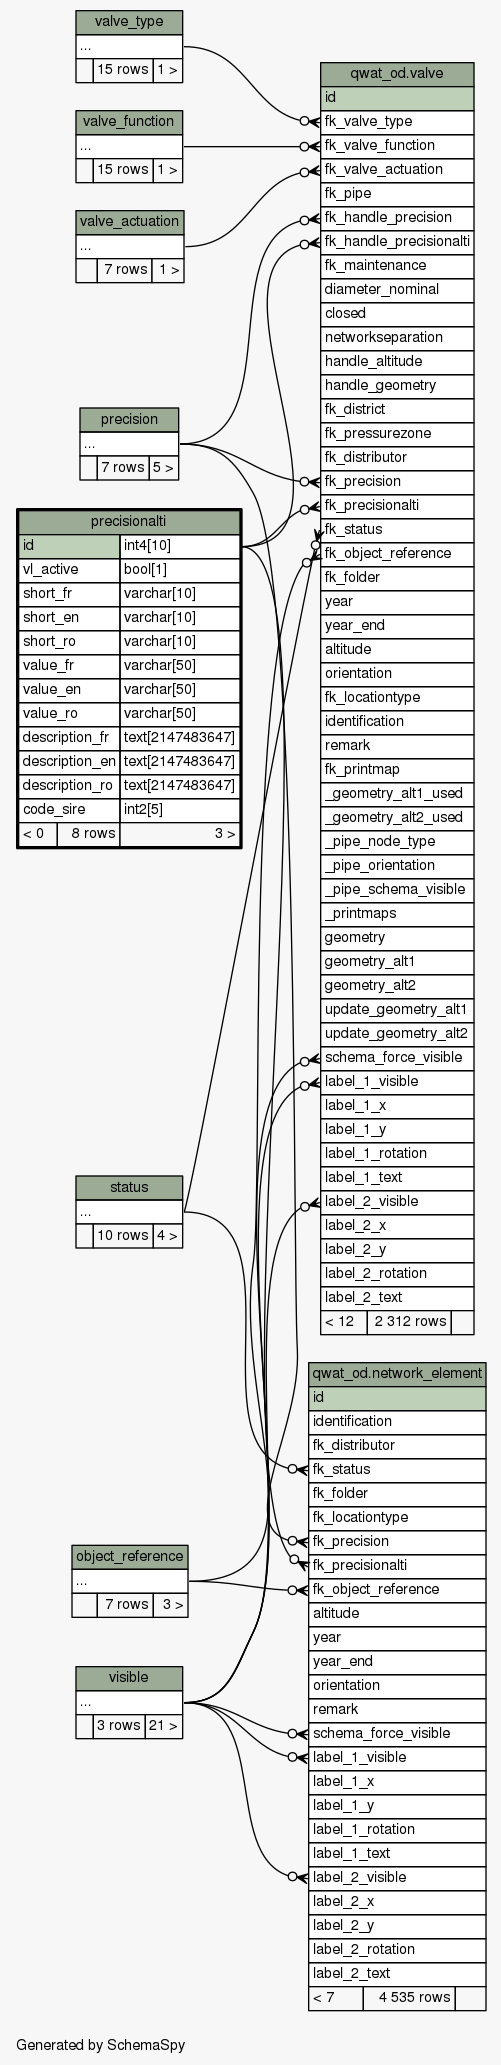 valve_type
...
15 rows 1 >
valve_function
...
15 rows 1 >
valve_actuation
...
7 rows 1 >
precision
...
7 rows 5 >
precisionalti
id int4[10]
vl_active bool[1]
short_fr varchar[10]
short_en varchar[10]
short_ro varchar[10]
value_fr varchar[50]
value_en varchar[50]
value_ro varchar[50]
description_fr text[2147483647]
description_en text[2147483647]
description_ro text[2147483647]
code_sire int2[5]
< 0 8 rows 3 >
status
...
10 rows 4 >
object_reference
...
7 rows 3 >
visible
...
3 rows 21 >
qwat_od.valve
id
fk_valve_type
fk_valve_function
fk_valve_actuation
fk_pipe
fk_handle_precision
fk_handle_precisionalti
fk_maintenance
diameter_nominal
closed
networkseparation
handle_altitude
handle_geometry
fk_district
fk_pressurezone
fk_distributor
fk_precision
fk_precisionalti
fk_status
fk_object_reference
fk_folder
year
year_end
altitude
orientation
fk_locationtype
identification
remark
fk_printmap
_geometry_alt1_used
_geometry_alt2_used
_pipe_node_type
_pipe_orientation
_pipe_schema_visible
_printmaps
geometry
geometry_alt1
geometry_alt2
update_geometry_alt1
update_geometry_alt2
schema_force_visible
label_1_visible
label_1_x
label_1_y
label_1_rotation
label_1_text
label_2_visible
label_2_x
label_2_y
label_2_rotation
label_2_text
< 12 2 312 rows
qwat_od.network_element
id
identification
fk_distributor
fk_status
fk_folder
fk_locationtype
fk_precision
fk_precisionalti
fk_object_reference
altitude
year
year_end
orientation
remark
schema_force_visible
label_1_visible
label_1_x
label_1_y
label_1_rotation
label_1_text
label_2_visible
label_2_x
label_2_y
label_2_rotation
label_2_text
< 7 4 535 rows
Generated by SchemaSpy